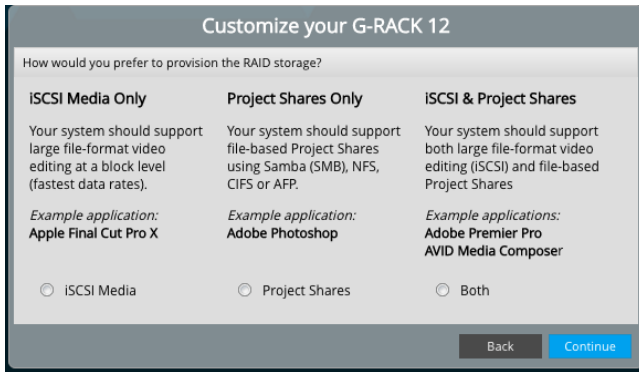 Customize your G-RACK 12
How would you prefer to provision the RAID storage?
iSCSI Media Only
Your system should support
large file-format video
editing at a block level
(fastest data rates).
Example application:
Apple Final Cut Pro X
iSCSI Media
Project Shares Only
Your system should support
file-based Project Shares
using Samba (SMB), NFS,
CIFS or AFP.
Example application:
Adobe Photoshop
Project Shares
iSCSI & Project Shares
Your system should support
both large file-format video
editing (iSCSI) and file-based
Project Shares
Example applications:
Adobe Premier Pro
AVID Media Composer
Both
Back
Continue